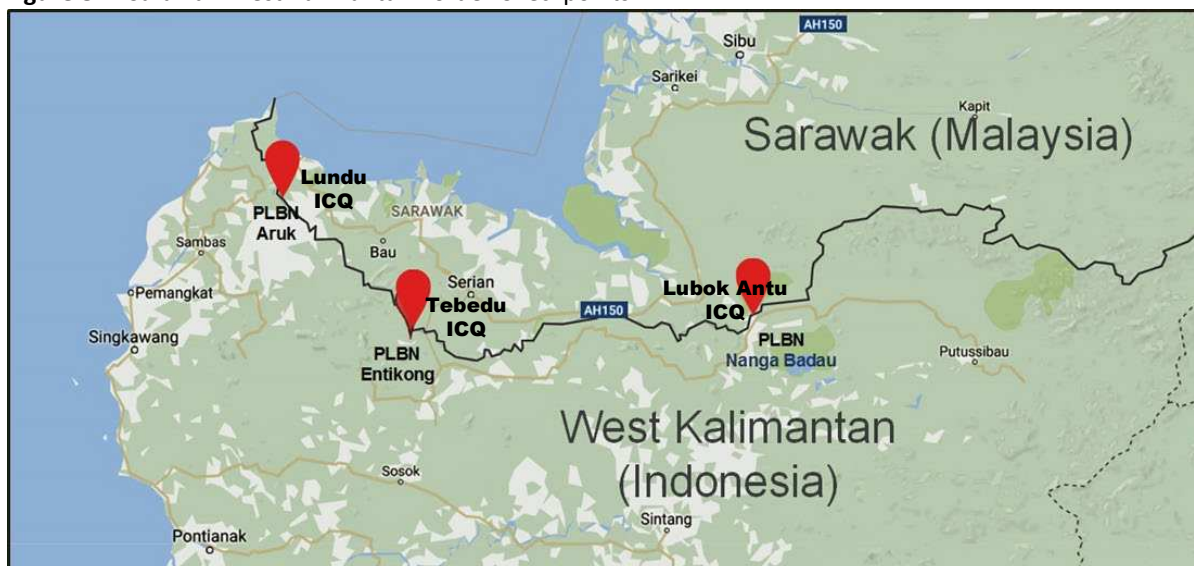 AH150
Sibu
Sarikei
Kapit
Sarawak (Malaysia)
Lundu
ICQ
PLBN
Aruk
SARAWAK
Sambas
Bau
Pemangkat
Serian
Tebedu
ICQ
Lubok Antu
ICQ
AH150
Singkawang
PLBN
Entikong
PLBN
Nanga Badau
Putussibau
West Kalimantan
(Indonesia)
Sosok
Sintang
Pontianak